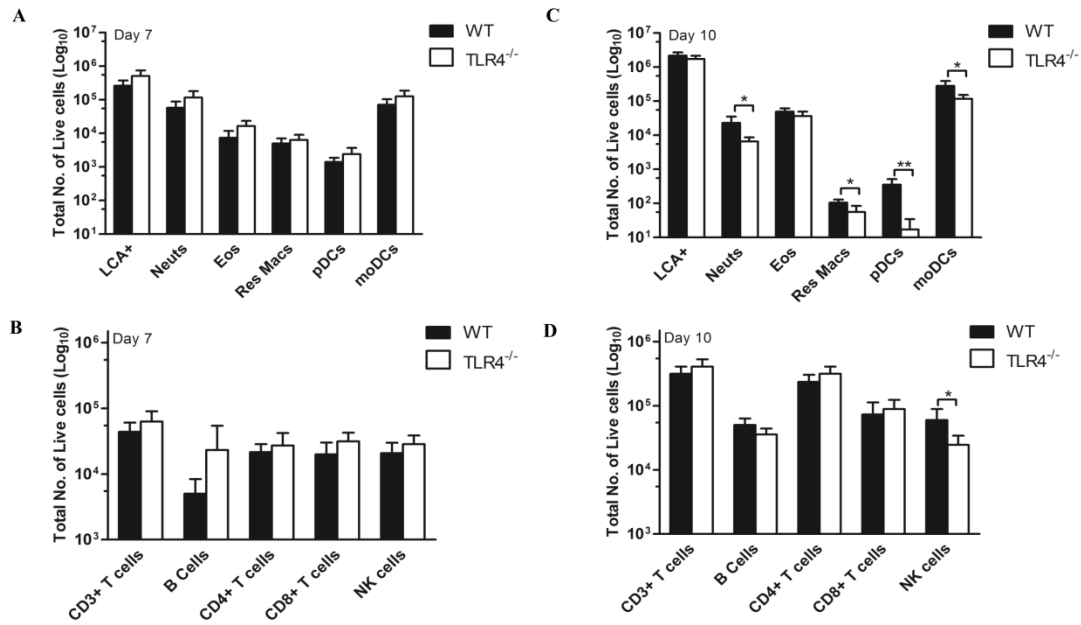 A
Day 7
WT
TLR4-/-
Total No. of Live cells (Log10)
10^7
10^6
10^5
10^4
10^3
10^2
10^1
LCA+
Neuts
Eos
Res Macs
pDCs
moDCs
C
Day 10
WT
TLR4-/-
Total No. of Live cells (Log10)
10^7
10^6
10^5
10^4
10^3
10^2
10^1
*
*
**
*
LCA+
Neuts
Eos
Res Macs
pDCs
moDCs
B
Day 7
WT
TLR4-/-
Total No. of Live cells (Log10)
10^6
10^5
10^4
10^3
CD3+ T cells
B Cells
CD4+ T cells
CD8+ T cells
NK cells
D
Day 10
WT
TLR4-/-
Total No. of Live cells (Log10)
10^6
10^5
10^4
10^3
*
CD3+ T cells
B Cells
CD4+ T cells
CD8+ T cells
NK cells